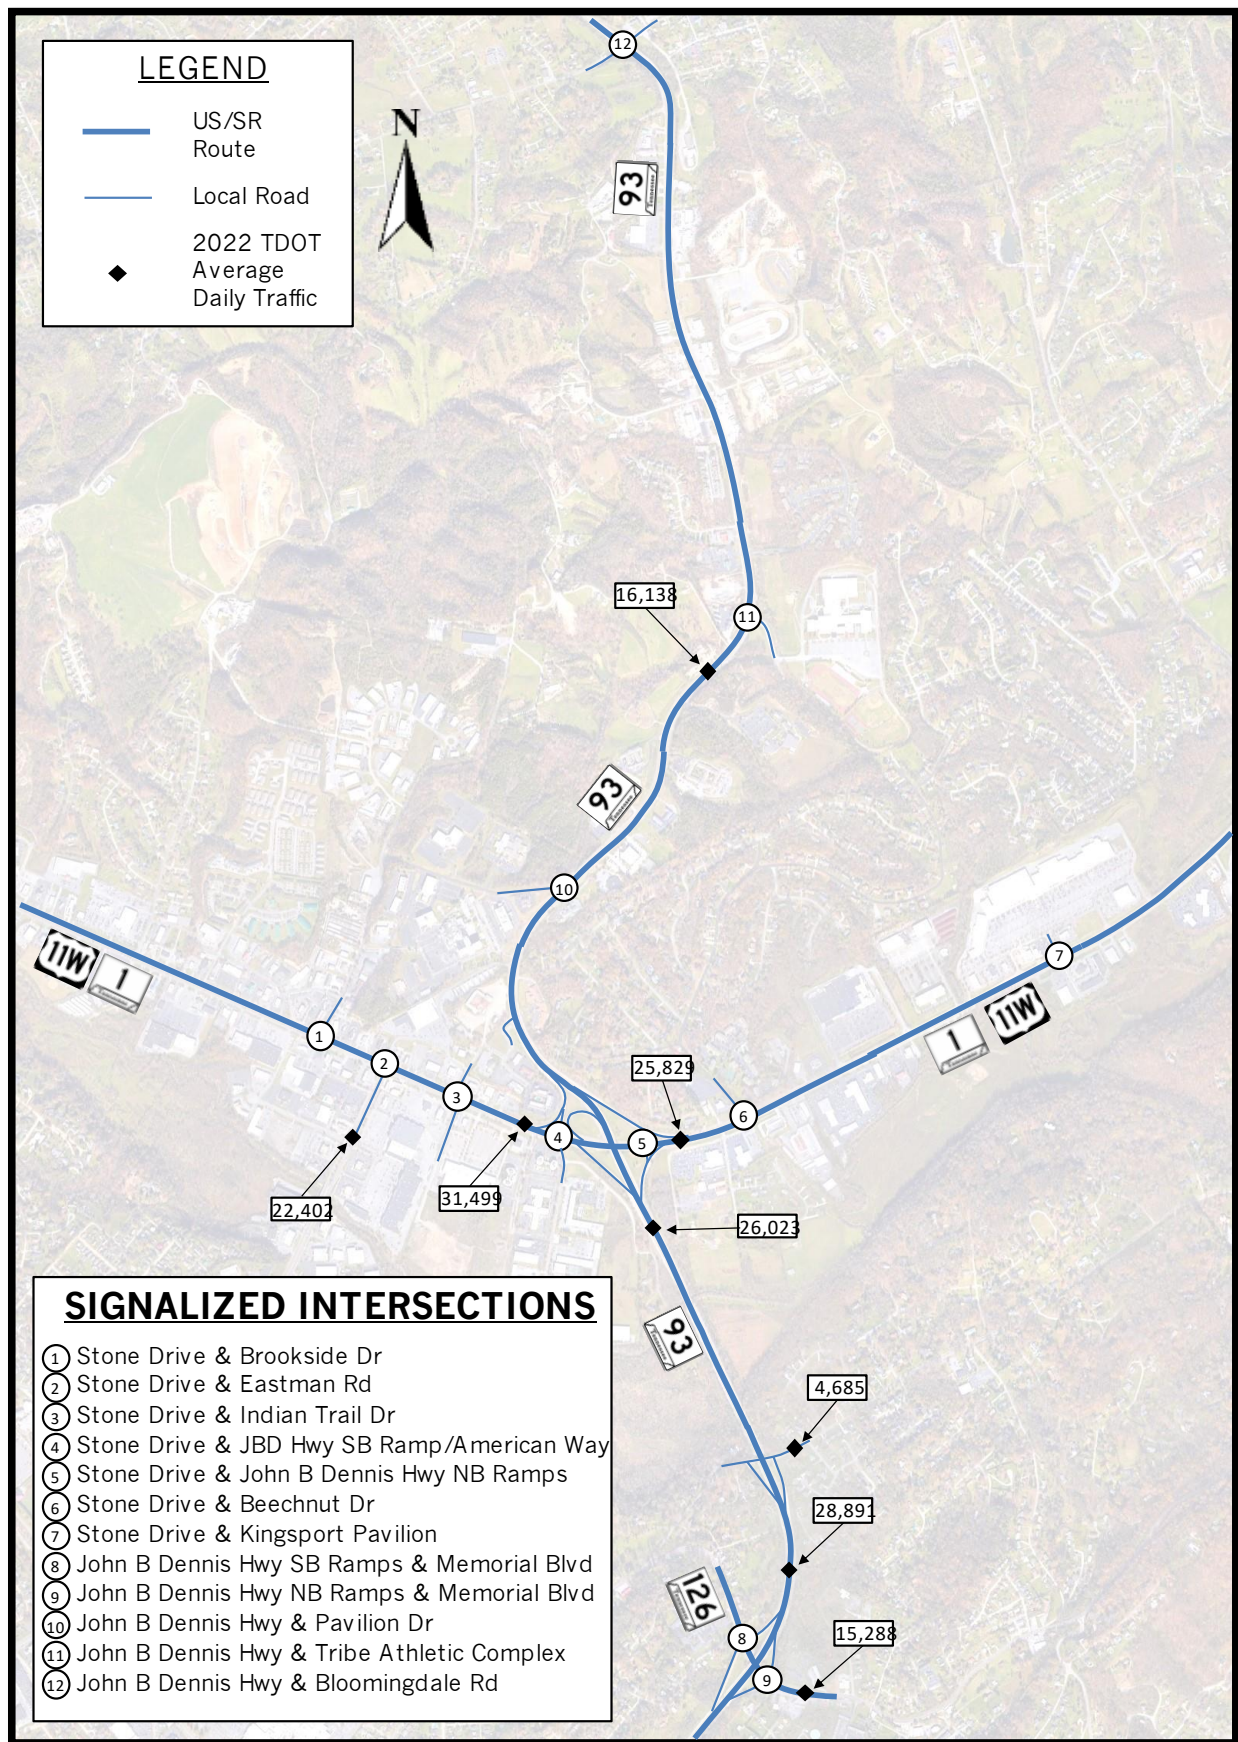 LEGEND
US/SR
Route
Local Road
2022 TDOT
Average
Daily Traffic
N
12
93
16,138
11
93
10
11W
1
7
1
11W
1
2
3
25,829
6
4
5
22,402
31,499
26,023
93
4,685
28,891
126
8
15,288
9
SIGNALIZED INTERSECTIONS
1 Stone Drive & Brookside Dr
2 Stone Drive & Eastman Rd
3 Stone Drive & Indian Trail Dr
4 Stone Drive & JBD Hwy SB Ramp/American Way
5 Stone Drive & John B Dennis Hwy NB Ramps
6 Stone Drive & Beechnut Dr
7 Stone Drive & Kingsport Pavilion
8 John B Dennis Hwy SB Ramps & Memorial Blvd
9 John B Dennis Hwy NB Ramps & Memorial Blvd
10 John B Dennis Hwy & Pavilion Dr
11 John B Dennis Hwy & Tribe Athletic Complex
12 John B Dennis Hwy & Bloomingdale Rd